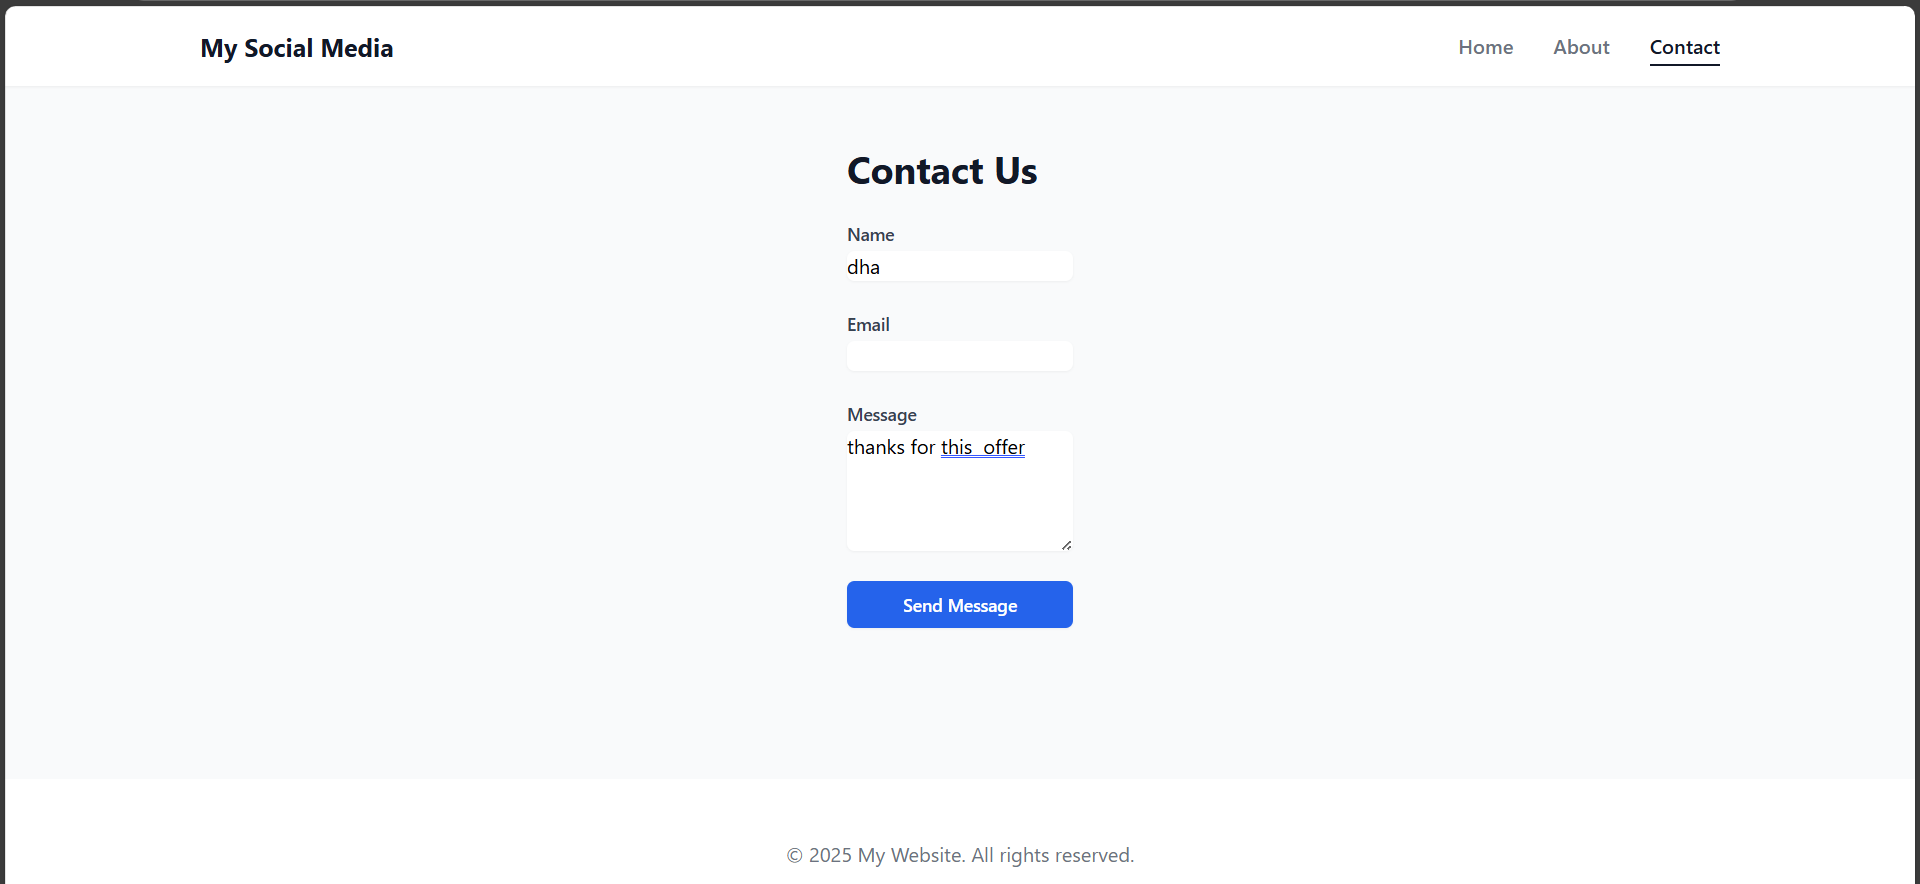 My Social Media
Home About Contact
Contact Us
Name
dha
Email
Message
thanks for this  offer
Send Message
© 2025 My Website. All rights reserved.